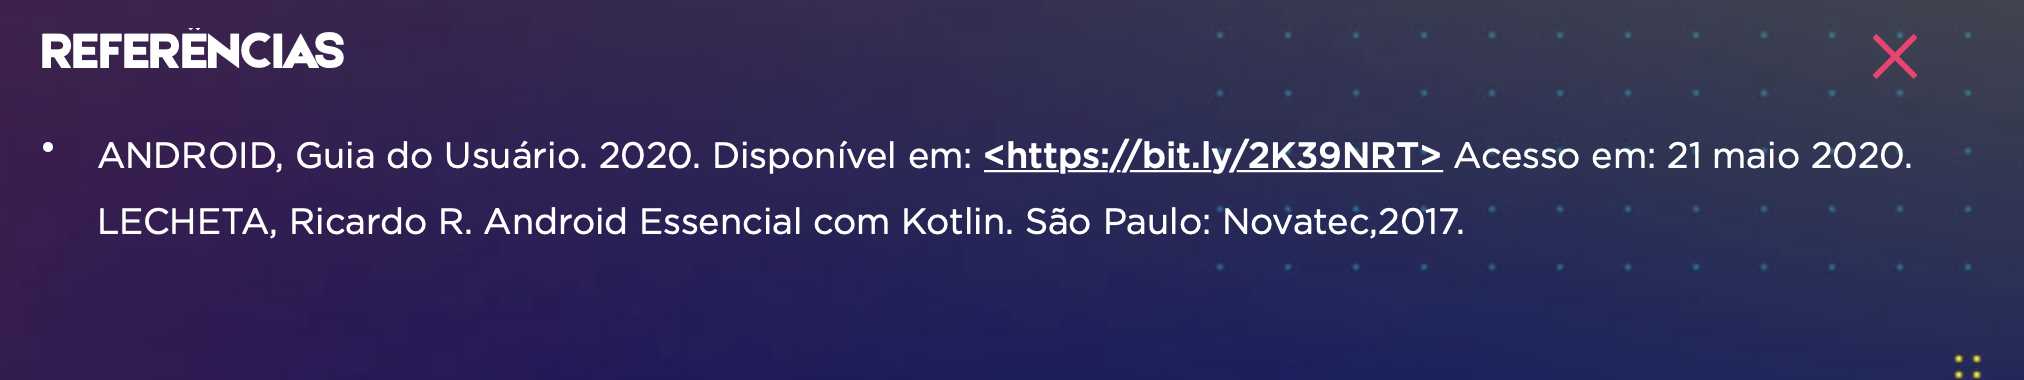 REFERÊNCIAS
• ANDROID, Guia do Usuário. 2020. Disponível em: <https://bit.ly/2K39NRT> Acesso em: 21 maio 2020.
LECHETA, Ricardo R. Android Essencial com Kotlin. São Paulo: Novatec,2017.